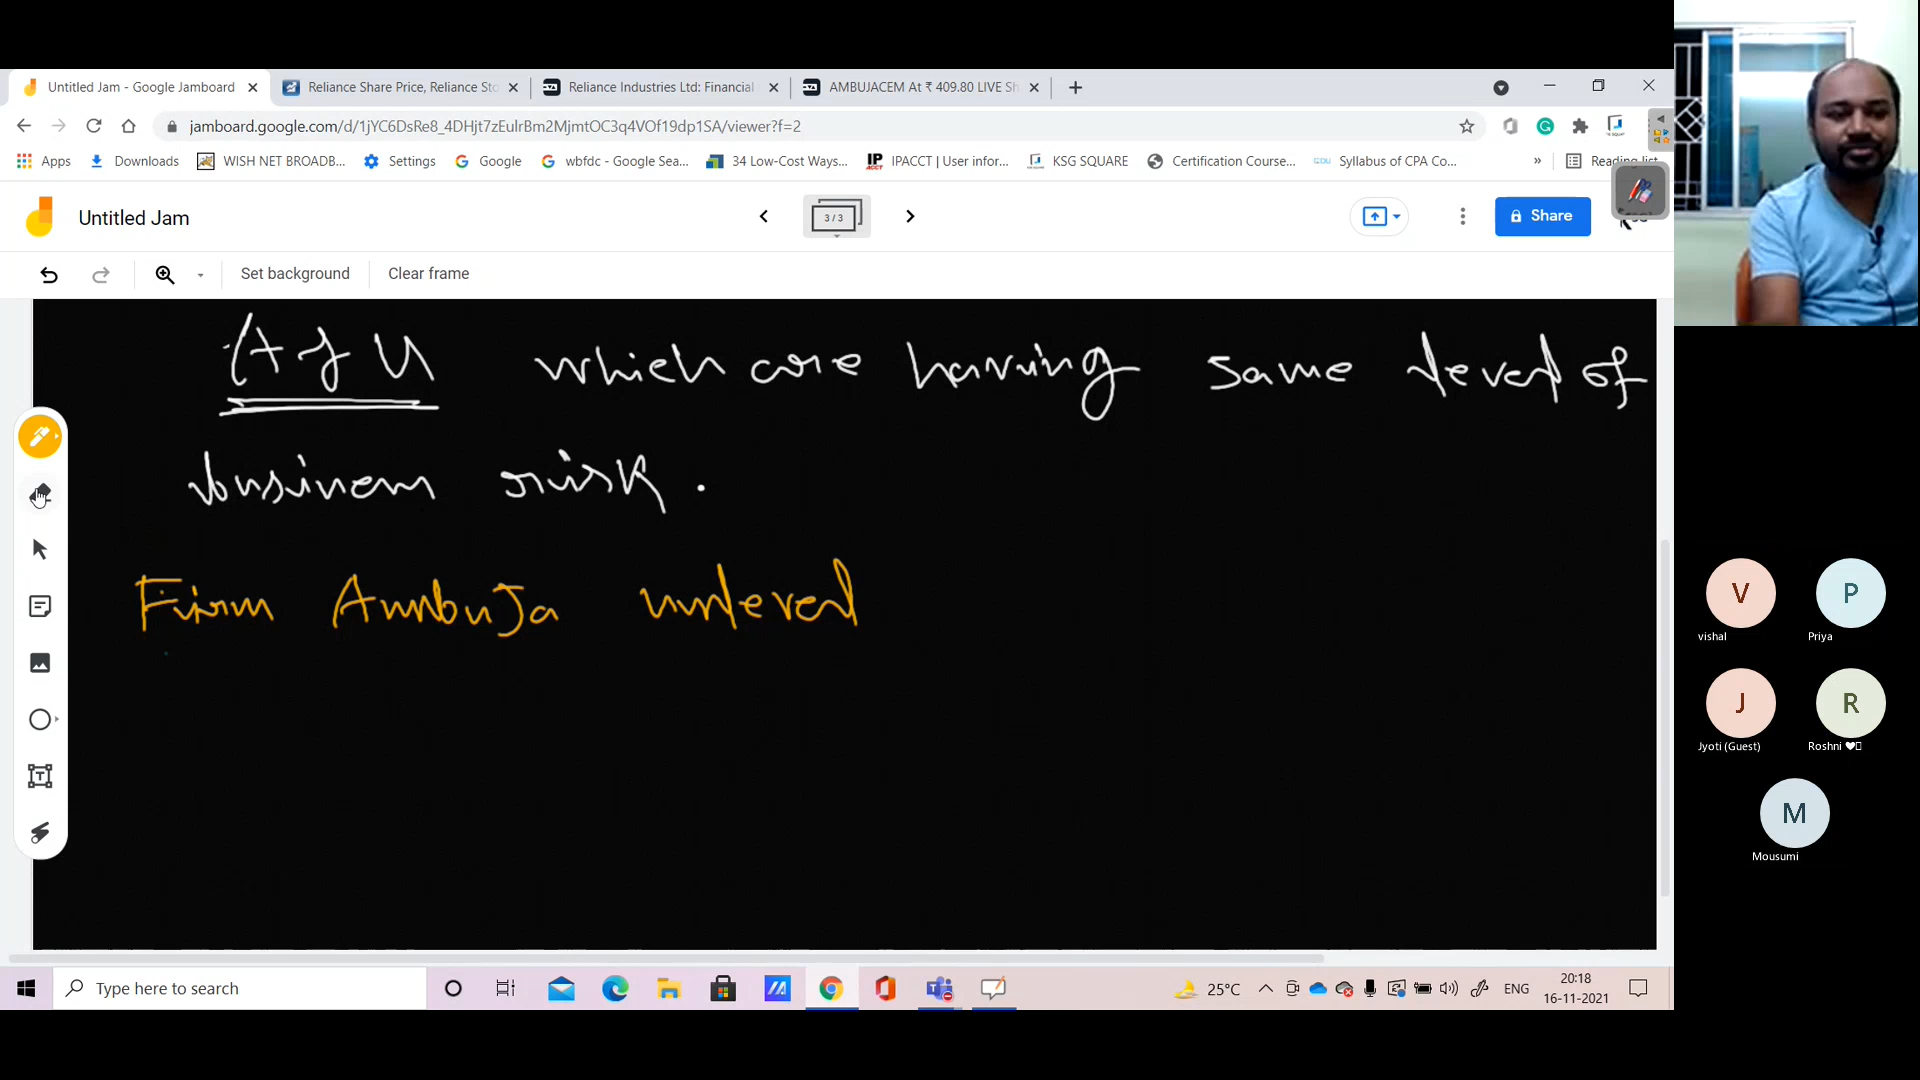 Untitled Jam - Google Jamboard
Reliance Share Price, Reliance Sto
Reliance Industries Ltd: Financial
AMBUJACEM At ₹ 409.80 LIVE Sh
jamboard.google.com/d/1jYC6DsRe8_4DHjt7zEuIrBm2MjmtOC3q4VOf19dp1SA/viewer?f=2
Apps Downloads WISH NET BROADB... Settings Google wbfdc - Google Sea... 34 Low-Cost Ways... IPACCT | User infor... KSG SQUARE Certification Course... Syllabus of CPA Co... » Reading list
Untitled Jam
3 / 3
Share
Set background Clear frame
which are having same level of
business risk.
Firm Ambuja unlevered
vishal
Priya
Jyoti (Guest)
Roshni ❤
Mousumi
V
P
J
R
M
Type here to search
25°C
ENG
20:18
16-11-2021